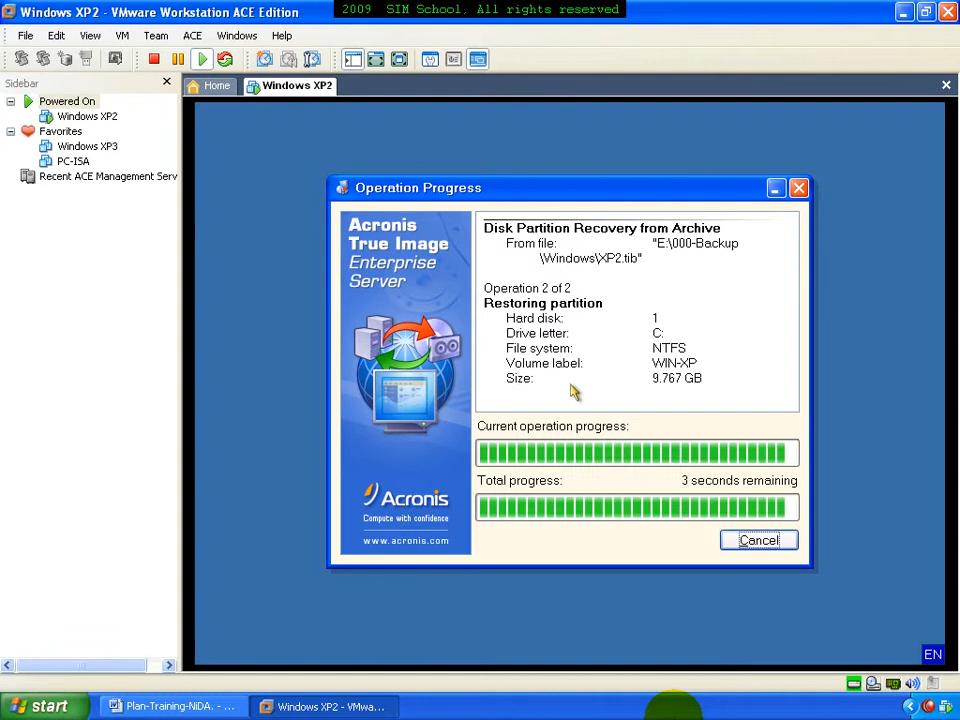 Windows XP2 - VMware Workstation ACE Edition
2009 SIM School, All rights reserved
File Edit View VM Team ACE Windows Help
Sidebar
Home
Windows XP2
Powered On
Windows XP2
Favorites
Windows XP3
PC-ISA
Recent ACE Management Serv
Operation Progress
Acronis
True Image
Enterprise
Server
Acronis
Compute with confidence
www.acronis.com
Disk Partition Recovery from Archive
From file: "E:\000-Backup
\Windows\XP2.tib"
Operation 2 of 2
Restoring partition
Hard disk: 1
Drive letter: C:
File system: NTFS
Volume label: WIN-XP
Size: 9.767 GB
Current operation progress:
Total progress: 3 seconds remaining
Cancel
EN
start
Plan-Training-NiDA. - ...
Windows XP2 - VMwa...